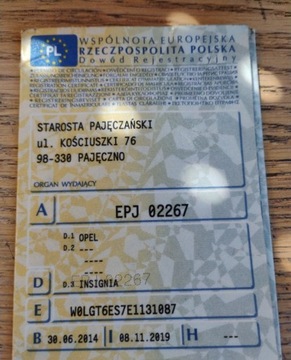 PL
WSPÓLNOTA EUROPEJSKA
RZECZPOSPOLITA POLSKA
Dowód Rejestracyjny
STAROSTA PAJĘCZAŃSKI
ul. KOŚCIUSZKI 76
98-330 PAJĘCZNO
ORGAN WYDAJĄCY
A EPJ 02267
D.1 OPEL
D.2 ---
----
D D.3 INSIGNIA
E W0LGT6ES7E1131087
B 30.06.2014 I 08.11.2019 H ---